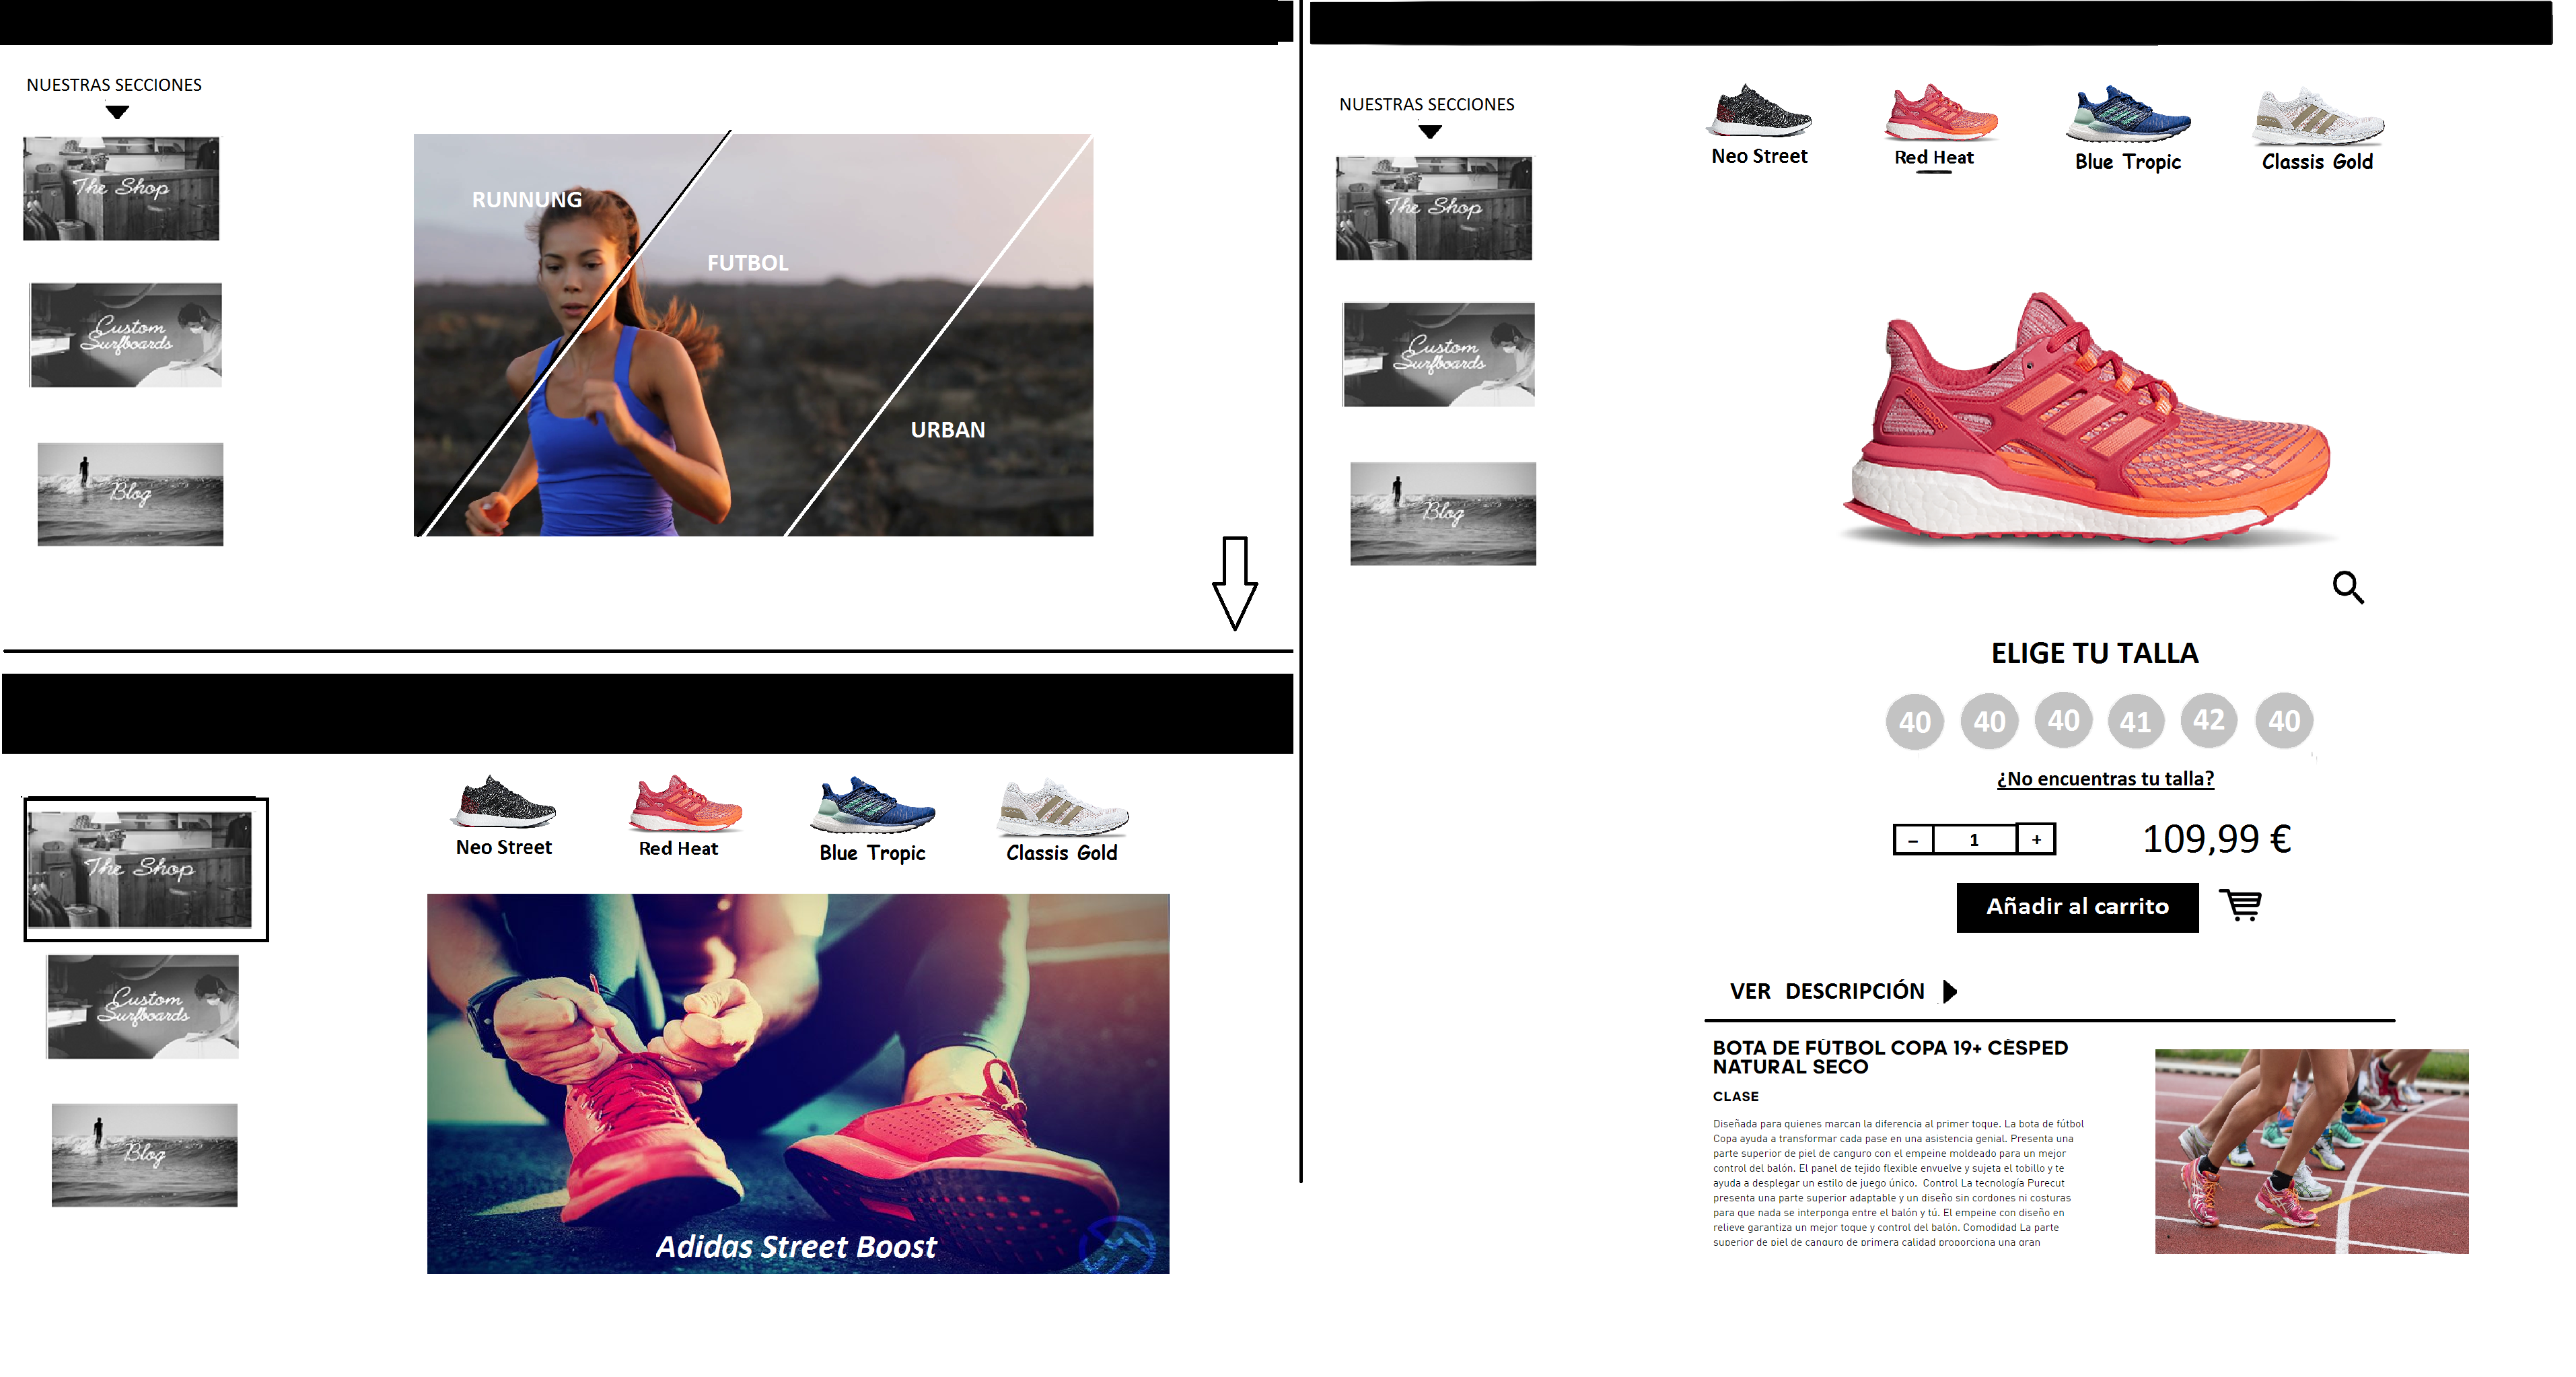 NUESTRAS SECCIONES
The Shop
Custom
Surfboards
Blog
RUNNUNG
FUTBOL
URBAN
The Shop
Custom
Surfboards
Blog
Neo Street
Red Heat
Blue Tropic
Classis Gold
Adidas Street Boost
NUESTRAS SECCIONES
The Shop
Custom
Surfboards
Blog
Neo Street
Red Heat
Blue Tropic
Classis Gold
ELIGE TU TALLA
40 40 40 41 42 40
¿No encuentras tu talla?
– 1 + 109,99 €
Añadir al carrito
VER DESCRIPCIÓN
BOTA DE FÚTBOL COPA 19+ CÉSPED
NATURAL SECO
CLASE
Diseñada para quienes marcan la diferencia al primer toque. La bota de fútbol
Copa ayuda a transformar cada pase en una asistencia genial. Presenta una
parte superior de piel de canguro con el empeine moldeado para un mejor
control del balón. El panel de tejido flexible envuelve y sujeta el tobillo y te
ayuda a desplegar un estilo de juego único. Control La tecnología Purecut
presenta una parte superior adaptable y un diseño sin cordones ni costuras
para que nada se interponga entre el balón y tú. El empeine con diseño en
relieve garantiza un mejor toque y control del balón. Comodidad La parte
superior de piel de canguro de primera calidad proporciona una gran